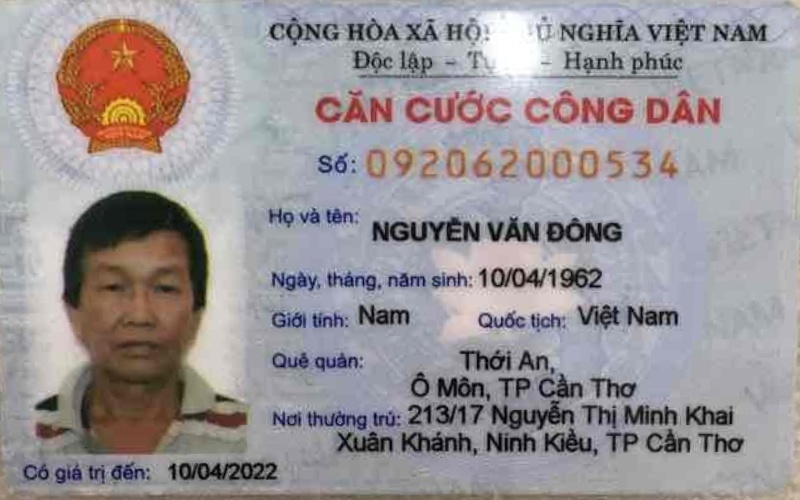 CỘNG HÒA XÃ HỘI NGHĨA VIỆT NAM
Độc lập - - Hạnh phúc
CĂN CƯỚC CÔNG DÂN
Số: 092062000534
Họ và tên: NGUYỄN VĂN ĐÔNG
Ngày, tháng, năm sinh: 10/04/1962
Giới tính: Nam Quốc tịch: Việt Nam
Quê quán: Thới An,
Ô Môn, TP Cần Thơ
Nơi thường trú: 213/17 Nguyễn Thị Minh Khai
Xuân Khánh, Ninh Kiều, TP Cần Thơ
Có giá trị đến: 10/04/2022